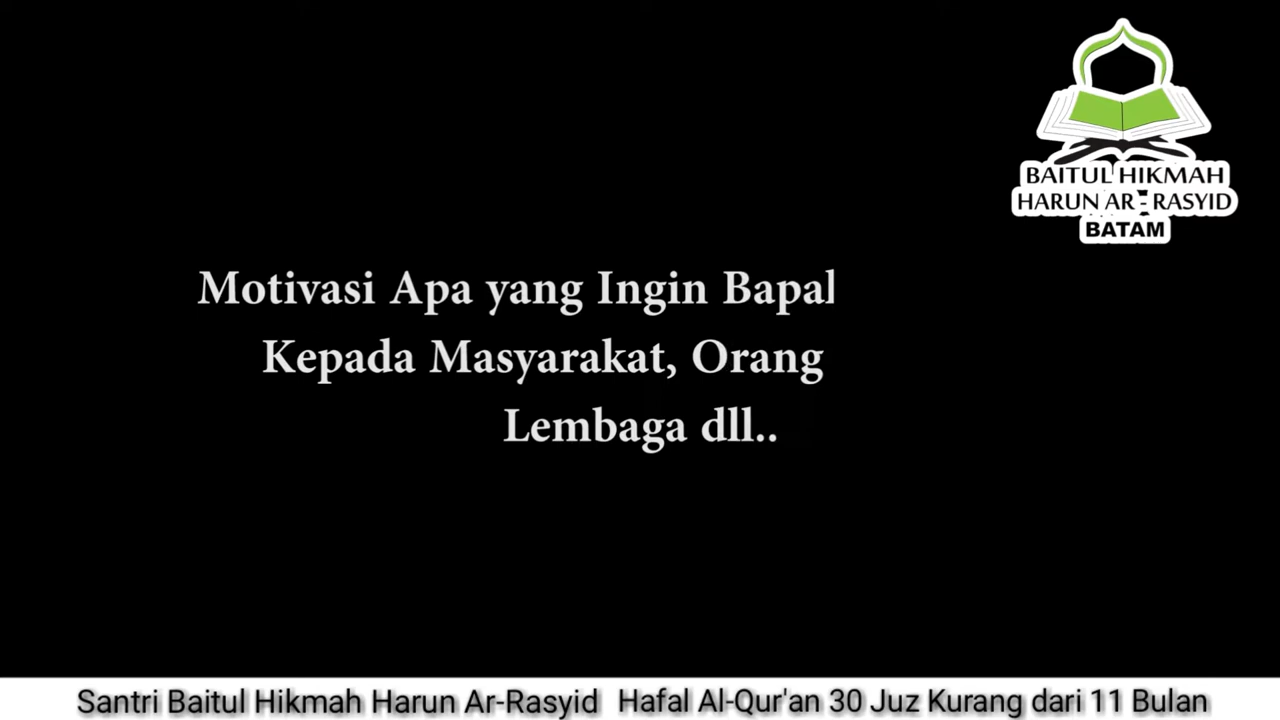 BAITUL HIKMAH
HARUN AR - RASYID
BATAM
Motivasi Apa yang Ingin
Kepada Masyarakat, Orang
Lembaga dll..
Santri Baitul Hikmah Harun Ar-Rasyid Hafal Al-Qur'an 30 Juz Kurang dari 11 Bulan